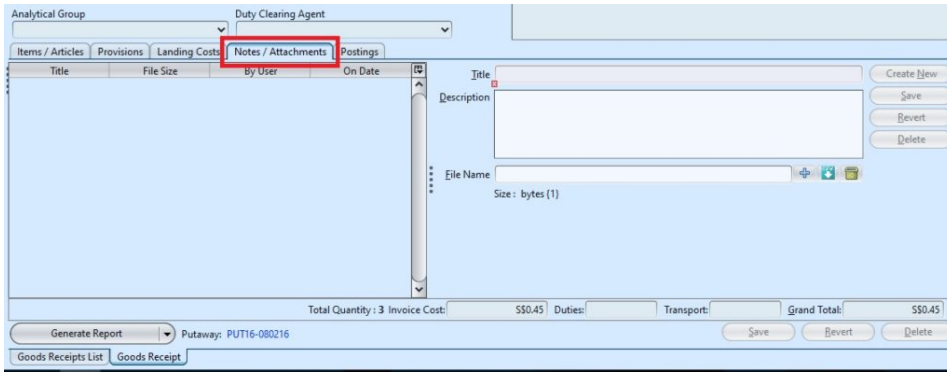 Analytical Group Duty Clearing Agent
Items / Articles Provisions Landing Costs Notes / Attachments Postings
Title File Size By User On Date
Title Create New
Description Save
Revert
Delete
File Name
Size : bytes {1}
Total Quantity : 3 Invoice Cost: S$0.45 Duties: Transport: Grand Total: S$0.45
Generate Report Putaway: PUT16-080216 Save Revert Delete
Goods Receipts List Goods Receipt